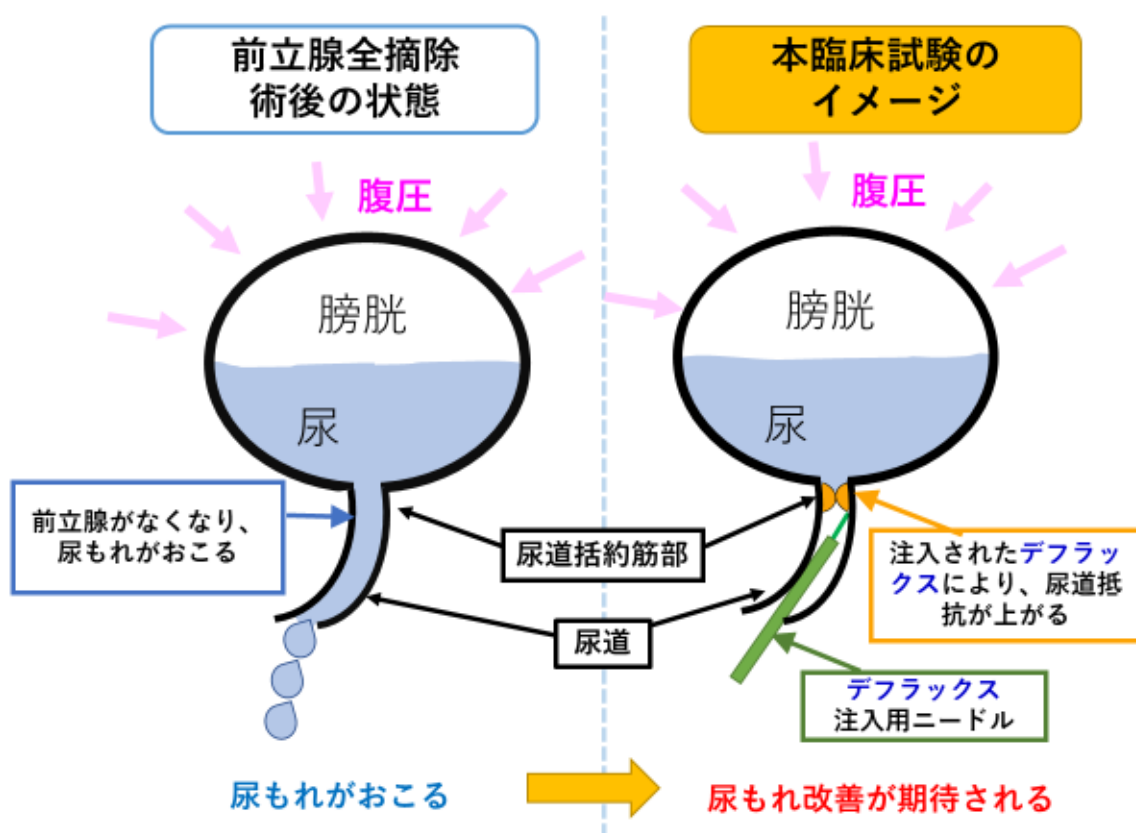 前立腺全摘除
術後の状態
腹圧
膀胱
尿
前立腺がなくなり、
尿もれがおこる
尿道括約筋部
尿道
尿もれがおこる
本臨床試験の
イメージ
腹圧
膀胱
尿
注入されたデフラッ
クスにより、尿道抵
抗が上がる
デフラックス
注入用ニードル
尿もれ改善が期待される